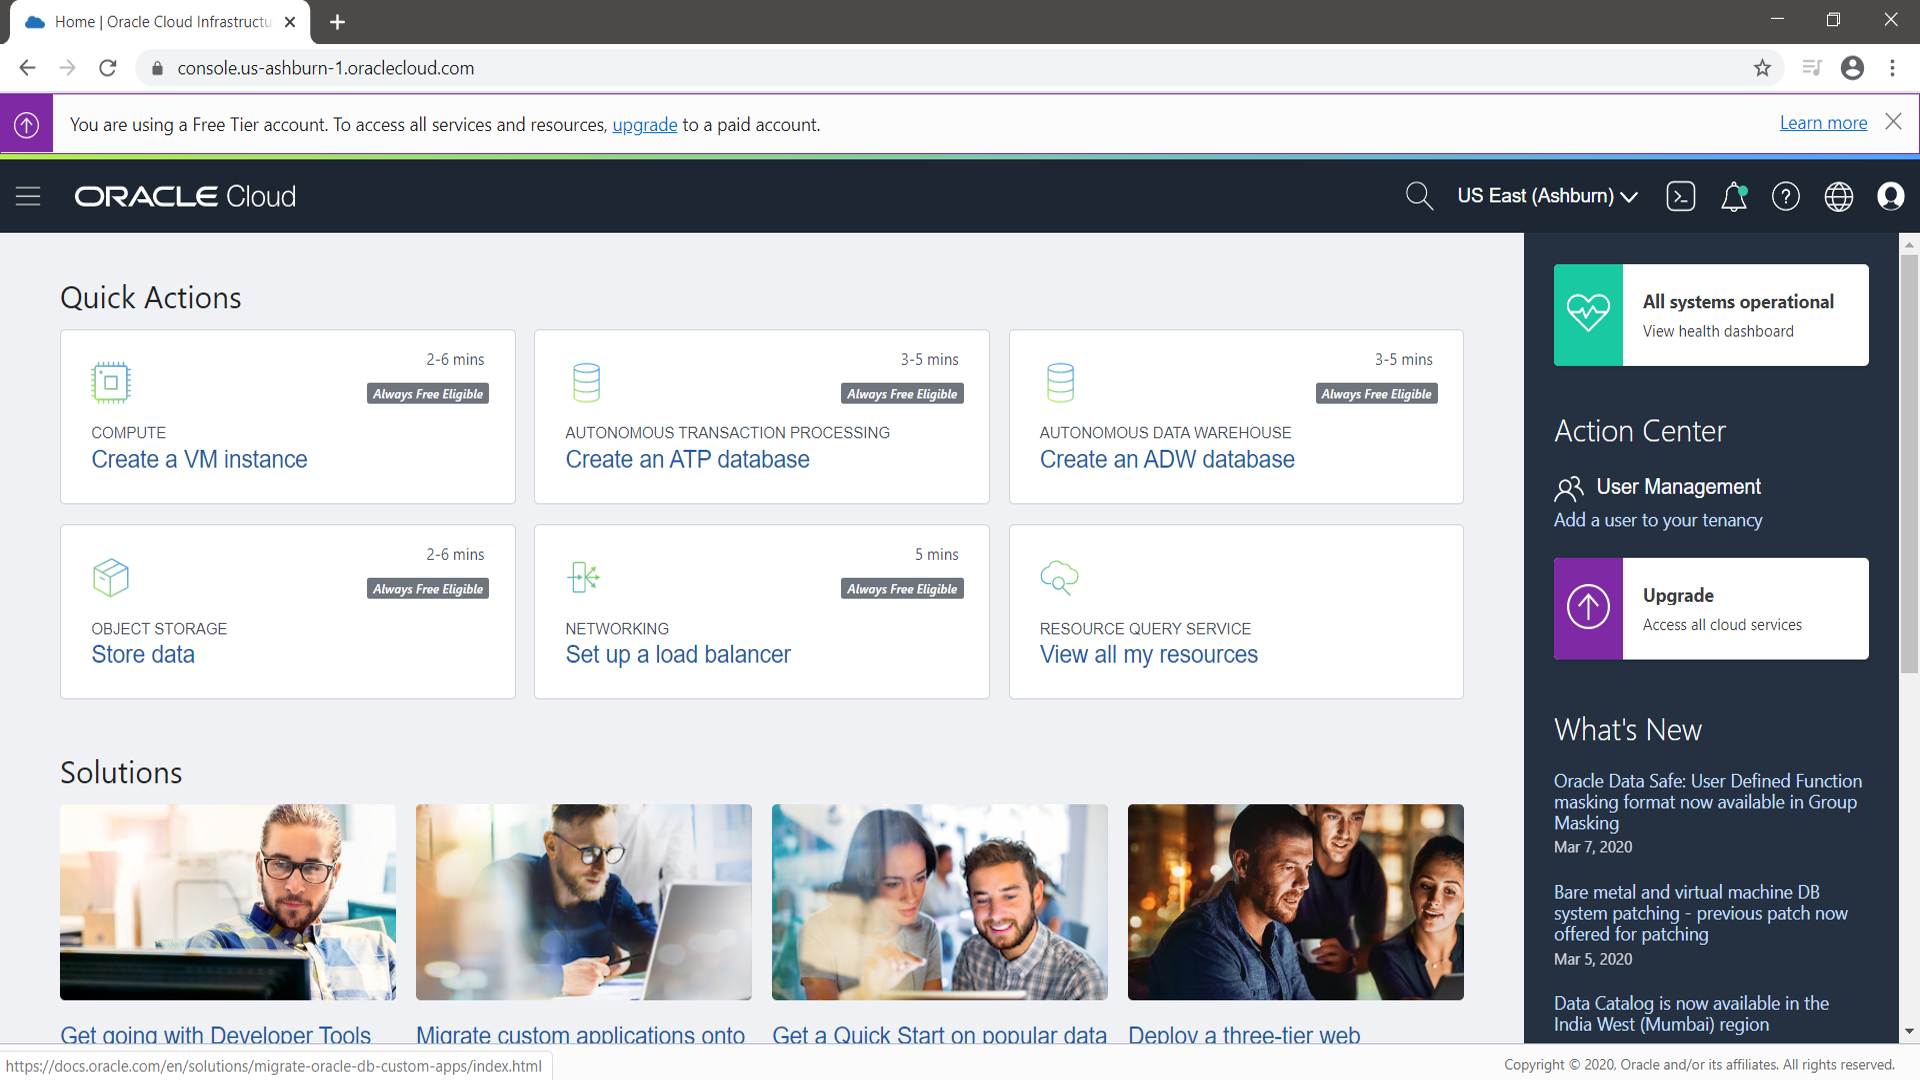 Home | Oracle Cloud Infrastructu
console.us-ashburn-1.oraclecloud.com
You are using a Free Tier account. To access all services and resources, upgrade to a paid account.
Learn more
ORACLE Cloud
US East (Ashburn)
Quick Actions
2-6 mins
Always Free Eligible
COMPUTE
Create a VM instance
3-5 mins
Always Free Eligible
AUTONOMOUS TRANSACTION PROCESSING
Create an ATP database
3-5 mins
Always Free Eligible
AUTONOMOUS DATA WAREHOUSE
Create an ADW database
2-6 mins
Always Free Eligible
OBJECT STORAGE
Store data
5 mins
Always Free Eligible
NETWORKING
Set up a load balancer
RESOURCE QUERY SERVICE
View all my resources
Solutions
Get going with Developer Tools
Migrate custom applications onto
Get a Quick Start on popular data
Deploy a three-tier web
All systems operational
View health dashboard
Action Center
User Management
Add a user to your tenancy
Upgrade
Access all cloud services
What's New
Oracle Data Safe: User Defined Function
masking format now available in Group
Masking
Mar 7, 2020
Bare metal and virtual machine DB
system patching - previous patch now
offered for patching
Mar 5, 2020
Data Catalog is now available in the
India West (Mumbai) region
https://docs.oracle.com/en/solutions/migrate-oracle-db-custom-apps/index.html
Copyright © 2020, Oracle and/or its affiliates. All rights reserved.